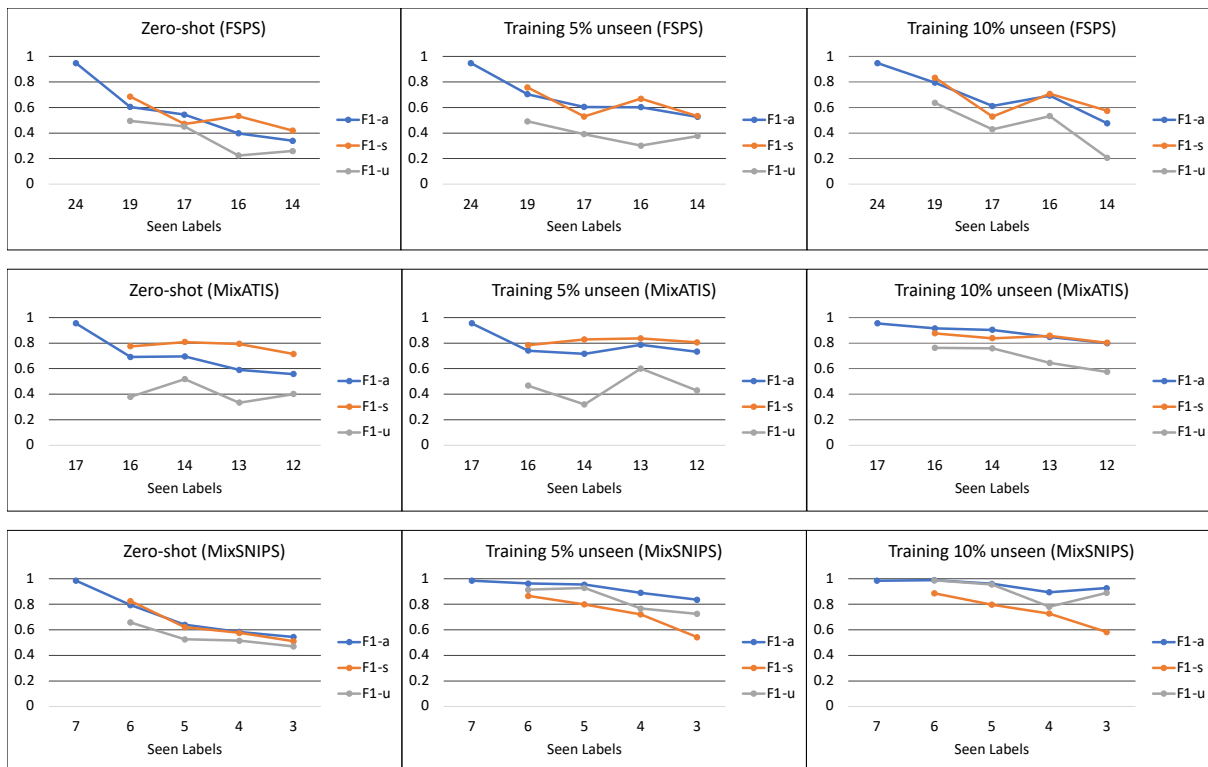 Zero-shot (FSPS)
1
0.8
0.6
0.4
0.2
0
24 19 17 16 14
Seen Labels
F1-a
F1-s
F1-u
Training 5% unseen (FSPS)
1
0.8
0.6
0.4
0.2
0
24 19 17 16 14
Seen Labels
F1-a
F1-s
F1-u
Training 10% unseen (FSPS)
1
0.8
0.6
0.4
0.2
0
24 19 17 16 14
Seen Labels
F1-a
F1-s
F1-u
Zero-shot (MixATIS)
1
0.8
0.6
0.4
0.2
0
17 16 14 13 12
Seen Labels
F1-a
F1-s
F1-u
Training 5% unseen (MixATIS)
1
0.8
0.6
0.4
0.2
0
17 16 14 13 12
Seen Labels
F1-a
F1-s
F1-u
Training 10% unseen (MixATIS)
1
0.8
0.6
0.4
0.2
0
17 16 14 13 12
Seen Labels
F1-a
F1-s
F1-u
Zero-shot (MixSNIPS)
1
0.8
0.6
0.4
0.2
0
7 6 5 4 3
Seen Labels
F1-a
F1-s
F1-u
Training 5% unseen (MixSNIPS)
1
0.8
0.6
0.4
0.2
0
7 6 5 4 3
Seen Labels
F1-a
F1-s
F1-u
Training 10% unseen (MixSNIPS)
1
0.8
0.6
0.4
0.2
0
7 6 5 4 3
Seen Labels
F1-a
F1-s
F1-u